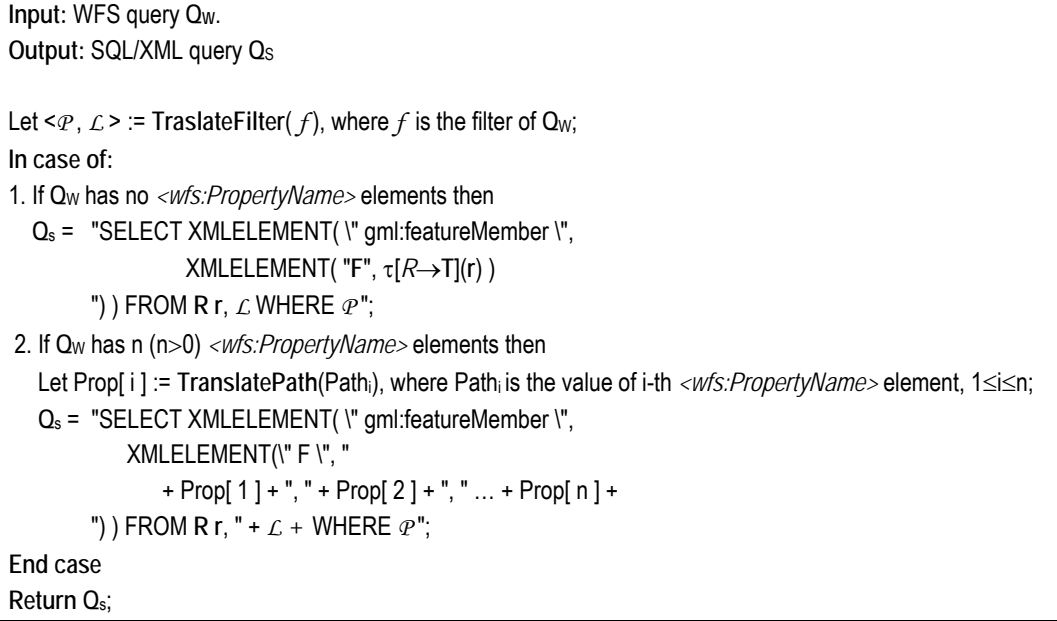 Input: WFS query QW.
Output: SQL/XML query QS
Let <𝒫, ℒ > := TraslateFilter( f ), where f is the filter of QW;
In case of:
1. If QW has no <wfs:PropertyName> elements then
Qs = "SELECT XMLELEMENT( \" gml:featureMember \",
XMLELEMENT( "F", τ[R→T](r) )
") ) FROM R r, ℒ WHERE 𝒫";
2. If QW has n (n>0) <wfs:PropertyName> elements then
Let Prop[ i ] := TranslatePath(Pathi), where Pathi is the value of i-th <wfs:PropertyName> element, 1≤i≤n;
Qs = "SELECT XMLELEMENT( \" gml:featureMember \",
XMLELEMENT(\" F \", "
+ Prop[ 1 ] + ", " + Prop[ 2 ] + ", " … + Prop[ n ] +
") ) FROM R r, " + ℒ + WHERE 𝒫";
End case
Return Qs;